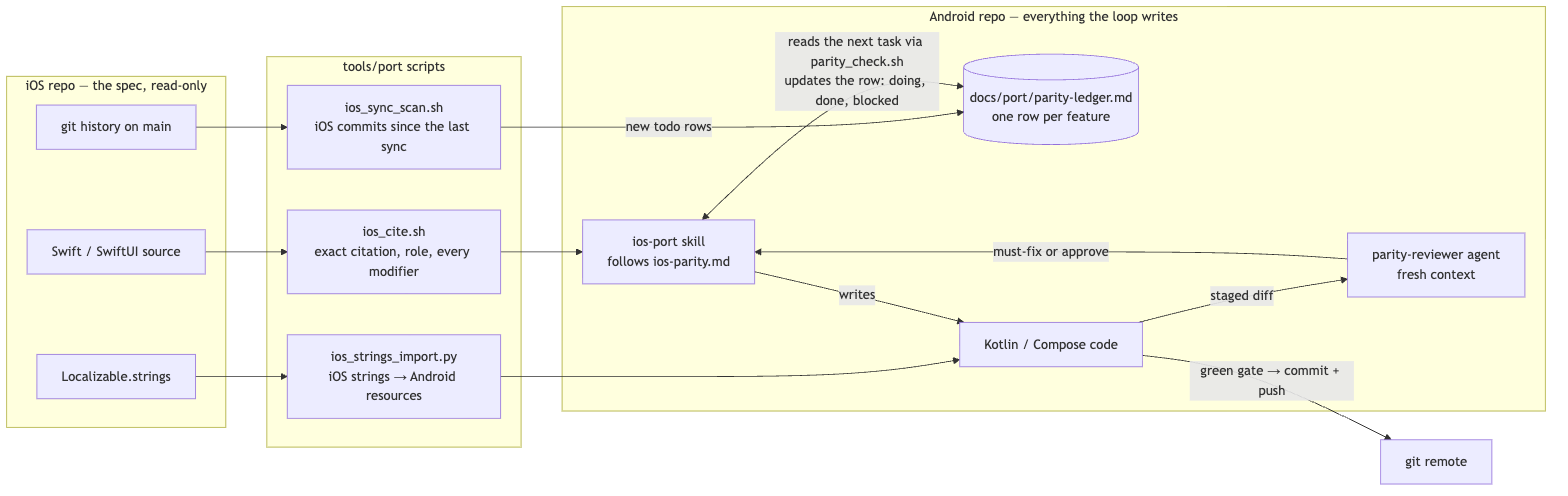 iOS repo — the spec, read-only
git history on main
Swift / SwiftUI source
Localizable.strings
tools/port scripts
ios_sync_scan.sh
iOS commits since the last
sync
ios_cite.sh
exact citation, role, every
modifier
ios_strings_import.py
iOS strings → Android
resources
Android repo — everything the loop writes
reads the next task via
parity_check.sh
updates the row: doing,
done, blocked
docs/port/parity-ledger.md
one row per feature
new todo rows
ios-port skill
follows ios-parity.md
must-fix or approve
parity-reviewer agent
fresh context
writes
staged diff
Kotlin / Compose code
green gate → commit +
push
git remote